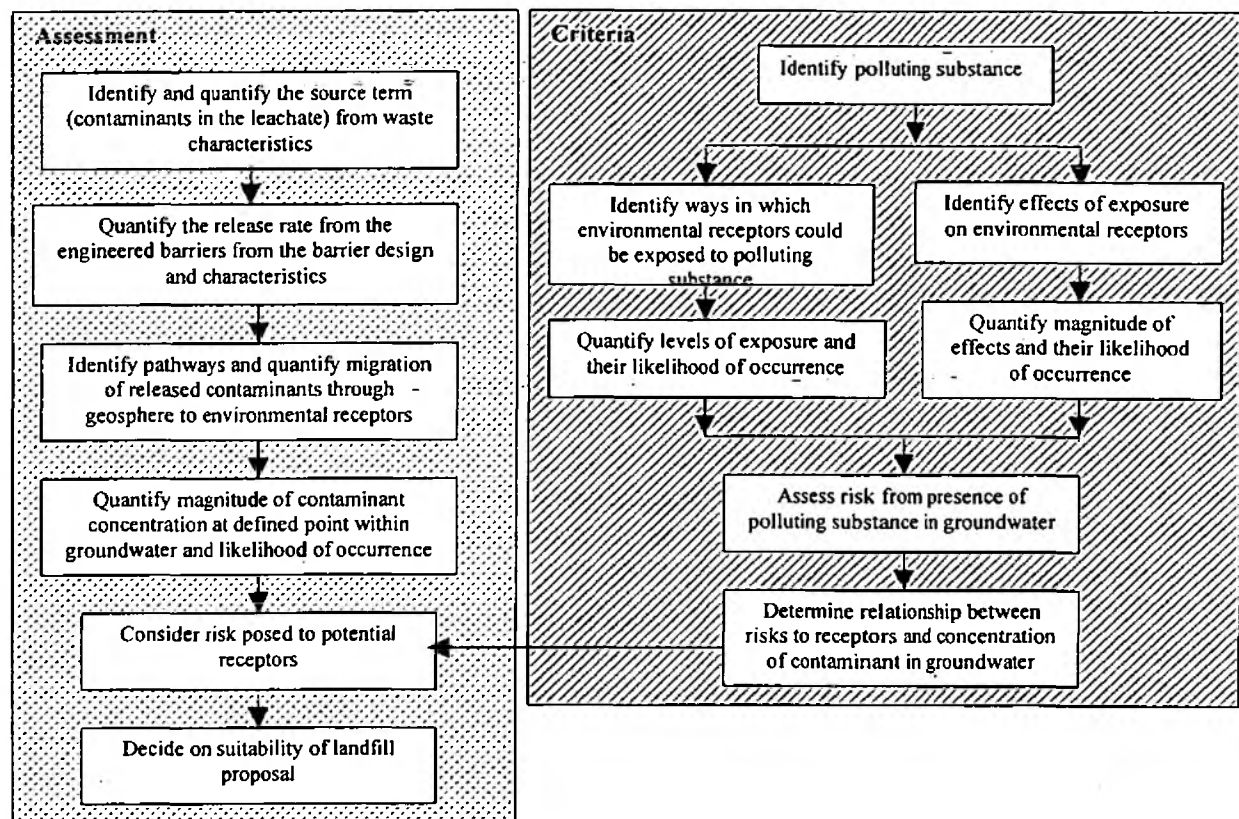 Assessment
Identify and quantify the source term
(contaminants in the leachate) from waste
characteristics
Quantify the release rate from the
engineered barriers from the barrier design
and characteristics
Identify pathways and quantify migration
of released contaminants through
geosphere to environmental receptors
Quantify magnitude of contaminant
concentration at defined point within
groundwater and likelihood of occurrence
Consider risk posed to potential
receptors
Decide on suitability of landfill
proposal
Criteria
Identify polluting substance
Identify ways in which
environmental receptors could
be exposed to polluting
substance
Identify effects of exposure
on environmental receptors
Quantify levels of exposure and
their likelihood of occurrence
Quantify magnitude of
effects and their likelihood
of occurrence
Assess risk from presence of
polluting substance in groundwater
Determine relationship between
risks to receptors and concentration
of contaminant in groundwater